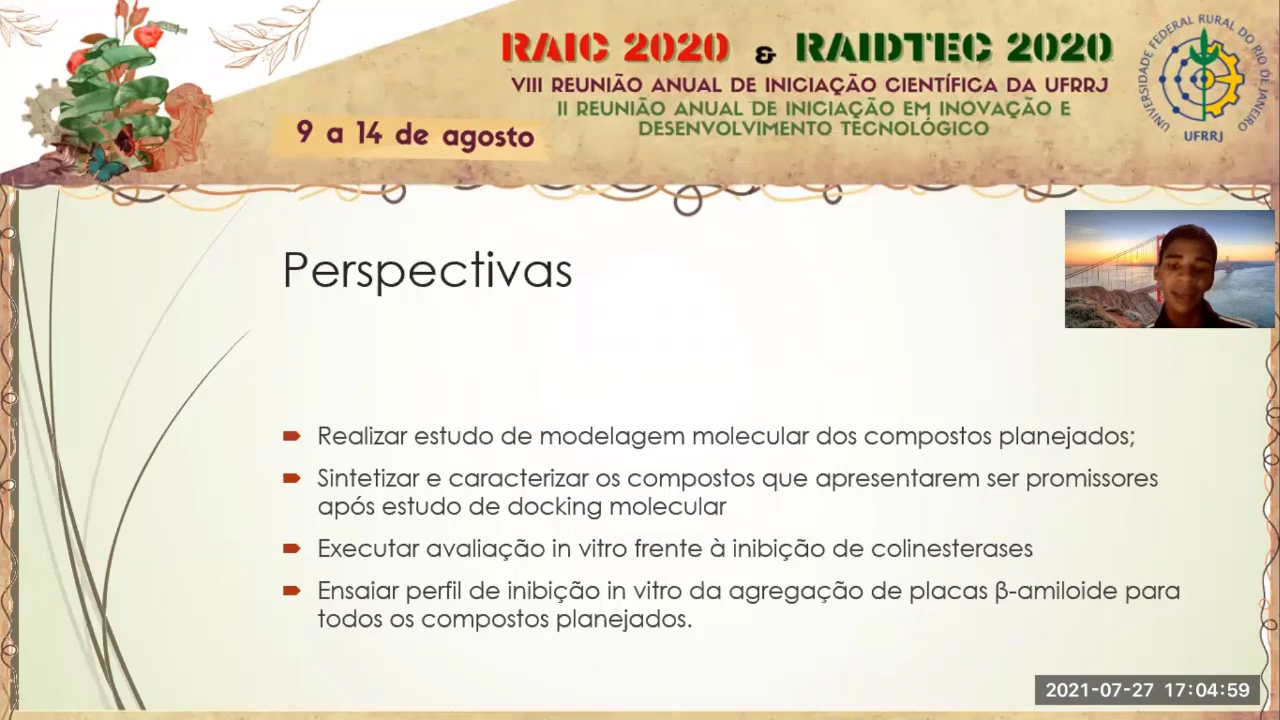 RAIC 2020 & RAIDTEC 2020
VIII REUNIÃO ANUAL DE INICIAÇÃO CIENTÍFICA DA UFRRJ
II REUNIÃO ANUAL DE INICIAÇÃO EM INOVAÇÃO E
DESENVOLVIMENTO TECNOLÓGICO
9 a 14 de agosto
UNIVERSIDADE FEDERAL RURAL DO RIO DE JANEIRO
UFRRJ
Perspectivas
Realizar estudo de modelagem molecular dos compostos planejados;
Sintetizar e caracterizar os compostos que apresentarem ser promissores
após estudo de docking molecular
Executar avaliação in vitro frente à inibição de colinesterases
Ensaiar perfil de inibição in vitro da agregação de placas β-amiloide para
todos os compostos planejados.
2021-07-27 17:04:59